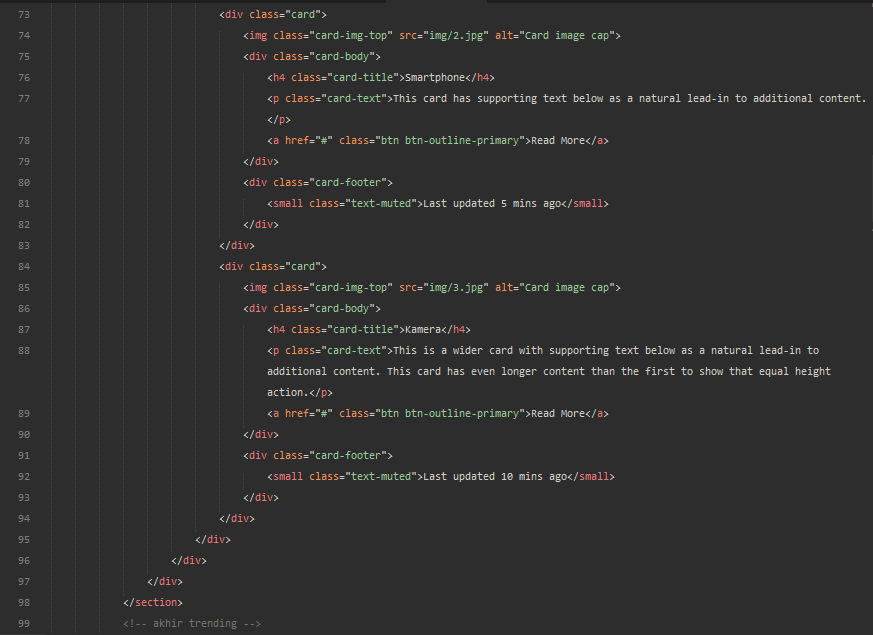 73 <div class="card">
74 <img class="card-img-top" src="img/2.jpg" alt="Card image cap">
75 <div class="card-body">
76 <h4 class="card-title">Smartphone</h4>
77 <p class="card-text">This card has supporting text below as a natural lead-in to additional content.
</p>
78 <a href="#" class="btn btn-outline-primary">Read More</a>
79 </div>
80 <div class="card-footer">
81 <small class="text-muted">Last updated 5 mins ago</small>
82 </div>
83 </div>
84 <div class="card">
85 <img class="card-img-top" src="img/3.jpg" alt="Card image cap">
86 <div class="card-body">
87 <h4 class="card-title">Kamera</h4>
88 <p class="card-text">This is a wider card with supporting text below as a natural lead-in to
additional content. This card has even longer content than the first to show that equal height
action.</p>
89 <a href="#" class="btn btn-outline-primary">Read More</a>
90 </div>
91 <div class="card-footer">
92 <small class="text-muted">Last updated 10 mins ago</small>
93 </div>
94 </div>
95 </div>
96 </div>
97 </div>
98 </section>
99 <!-- akhir trending -->